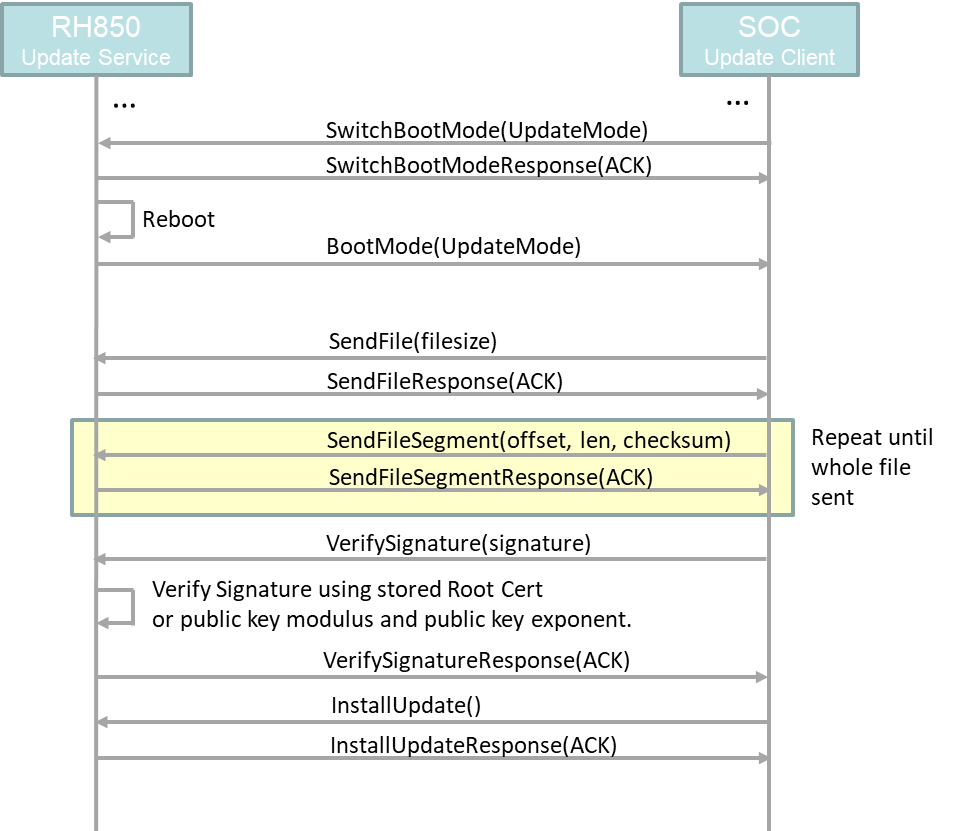 RH850
Update Service
SOC
Update Client
...
...
SwitchBootMode(UpdateMode)
SwitchBootModeResponse(ACK)
Reboot
BootMode(UpdateMode)
SendFile(filesize)
SendFileResponse(ACK)
SendFileSegment(offset, len, checksum)
SendFileSegmentResponse(ACK)
Repeat until
whole file
sent
VerifySignature(signature)
Verify Signature using stored Root Cert
or public key modulus and public key exponent.
VerifySignatureResponse(ACK)
InstallUpdate()
InstallUpdateResponse(ACK)